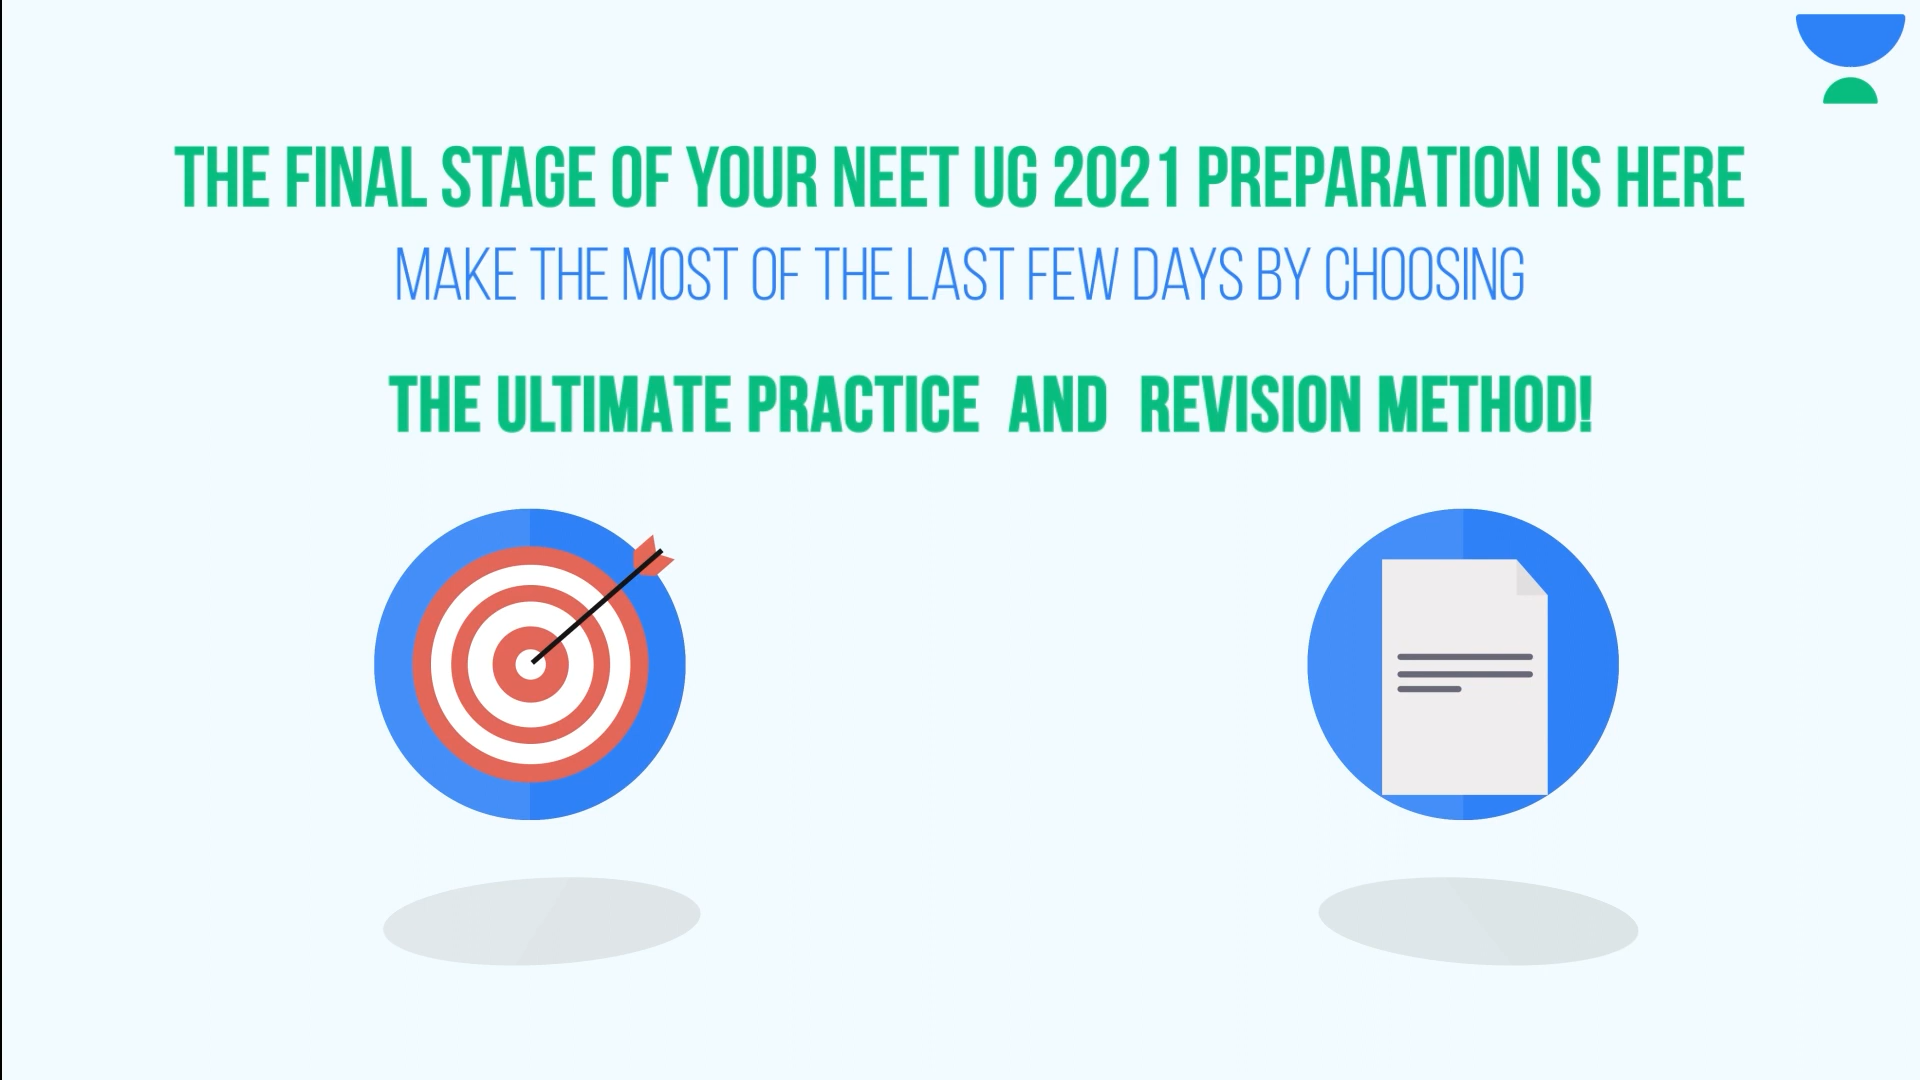 THE FINAL STAGE OF YOUR NEET UG 2021 PREPARATION IS HERE
MAKE THE MOST OF THE LAST FEW DAYS BY CHOOSING
THE ULTIMATE PRACTICE AND REVISION METHOD!